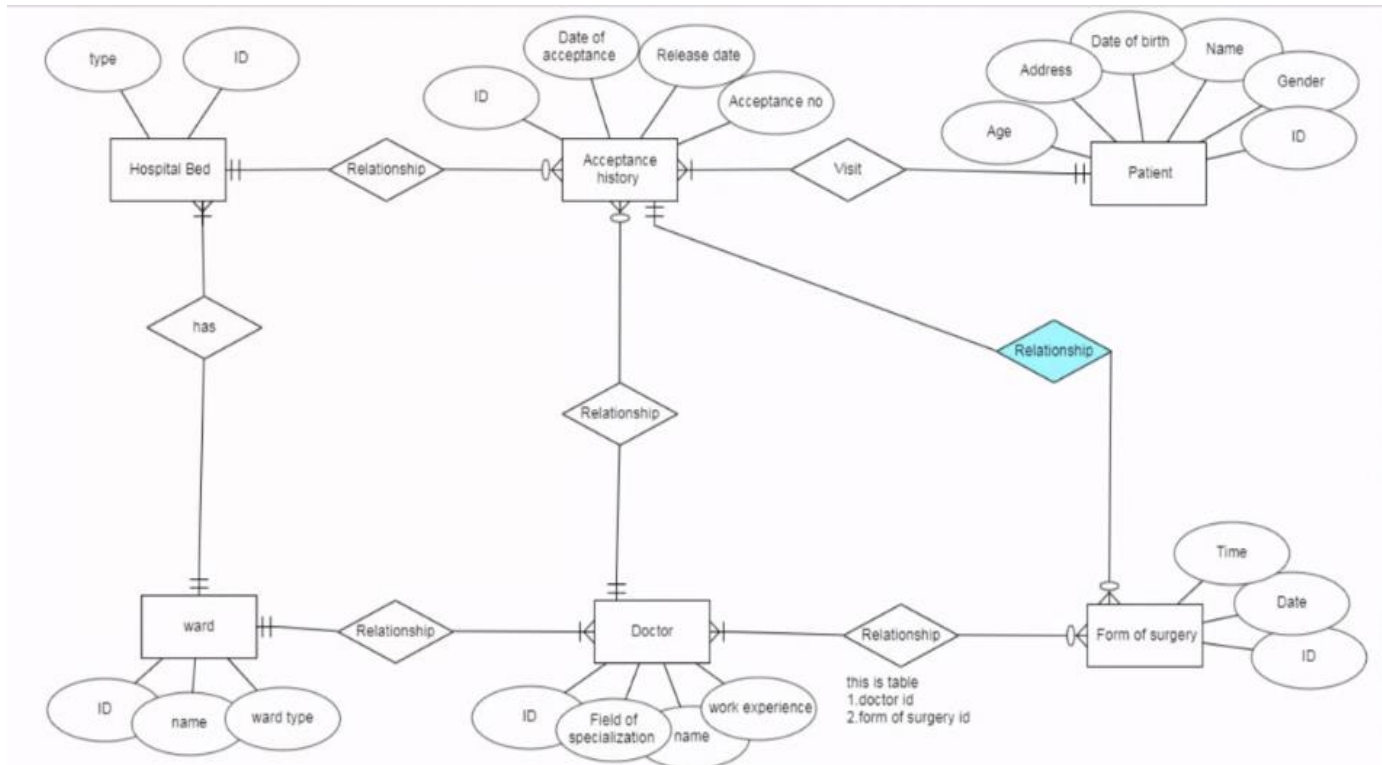 type
ID
Date of
acceptance
Release date
ID
Acceptance no
Address
Date of birth
Name
Gender
Age
ID
Hospital Bed
Relationship
Acceptance
history
Visit
Patient
has
Relationship
Relationship
ward
Relationship
Doctor
Relationship
Form of surgery
Time
Date
ID
ID
name
ward type
ID
Field of
specialization
name
work experience
this is table
1.doctor id
2.form of surgery id